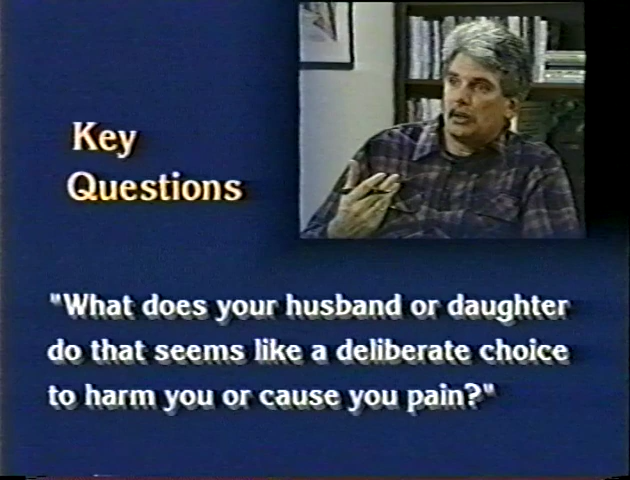 Key
Questions
"What does your husband or daughter
do that seems like a deliberate choice
to harm you or cause you pain?"